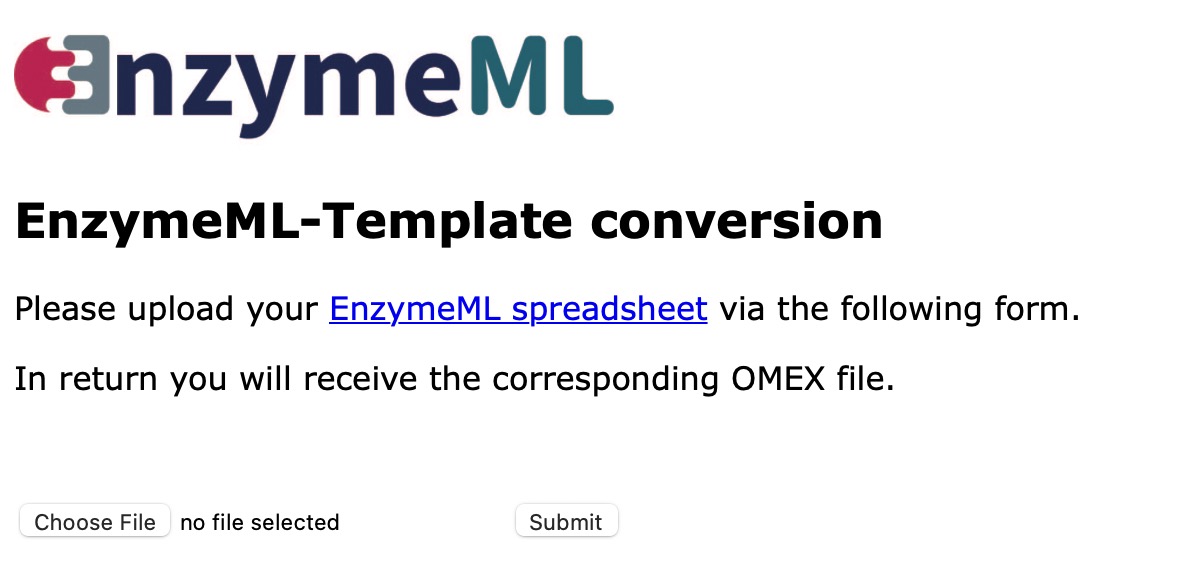 EnzymeML
EnzymeML-Template conversion
Please upload your EnzymeML spreadsheet via the following form.
In return you will receive the corresponding OMEX file.
Choose File no file selected Submit